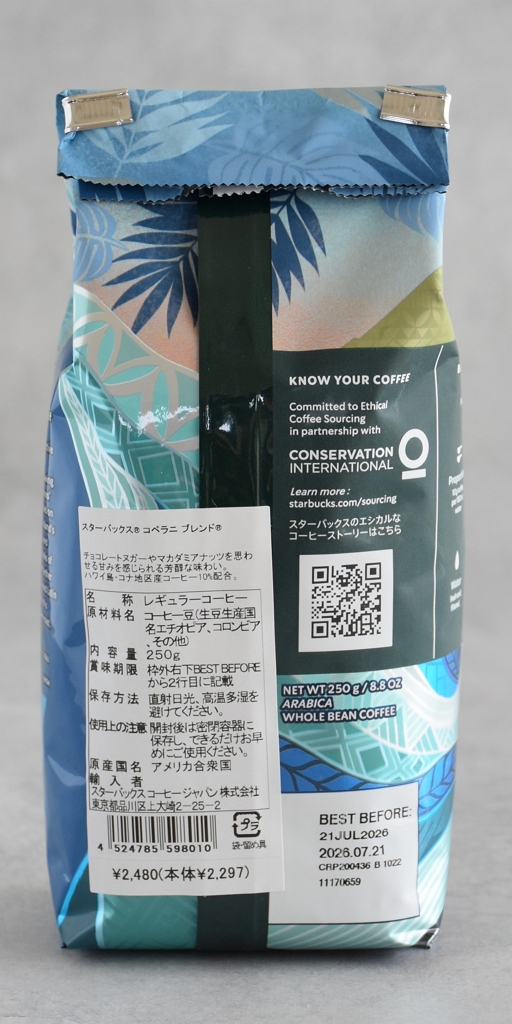 KNOW YOUR COFFEE
Committed to Ethical
Coffee Sourcing
in partnership with
CONSERVATION
INTERNATIONAL
Learn more:
starbucks.com/sourcing
スターバックスのエシカルな
コーヒーストーリーはこちら
NET WT 250 g / 8.8 OZ
ARABICA
WHOLE BEAN COFFEE
スターバックス® コペラニ ブレンド®
チョコレートヌガーやマカダミアナッツを思わ
せる甘みを感じられる芳醇な味わい。
ハワイ島・コナ地区産コーヒー10%配合。
名称 レギュラーコーヒー
原材料名 コーヒー豆(生豆生産国
名エチオピア、コロンビア
、その他)
内容量 250g
賞味期限 枠外右下BEST BEFORE
から2行目に記載
保存方法 直射日光、高温多湿を
避けてください。
使用上の注意 開封後は密閉容器に
保存し、できるだけお早
めにご使用ください。
原産国名 アメリカ合衆国
輸入者
スターバックス コーヒージャパン 株式会社
東京都品川区上大崎2-25-2
プラ
袋・留め具
4 524785 598010
¥2,480(本体¥2,297)
BEST BEFORE:
21JUL2026
2026.07.21
CRP200436 B 1022
11170659